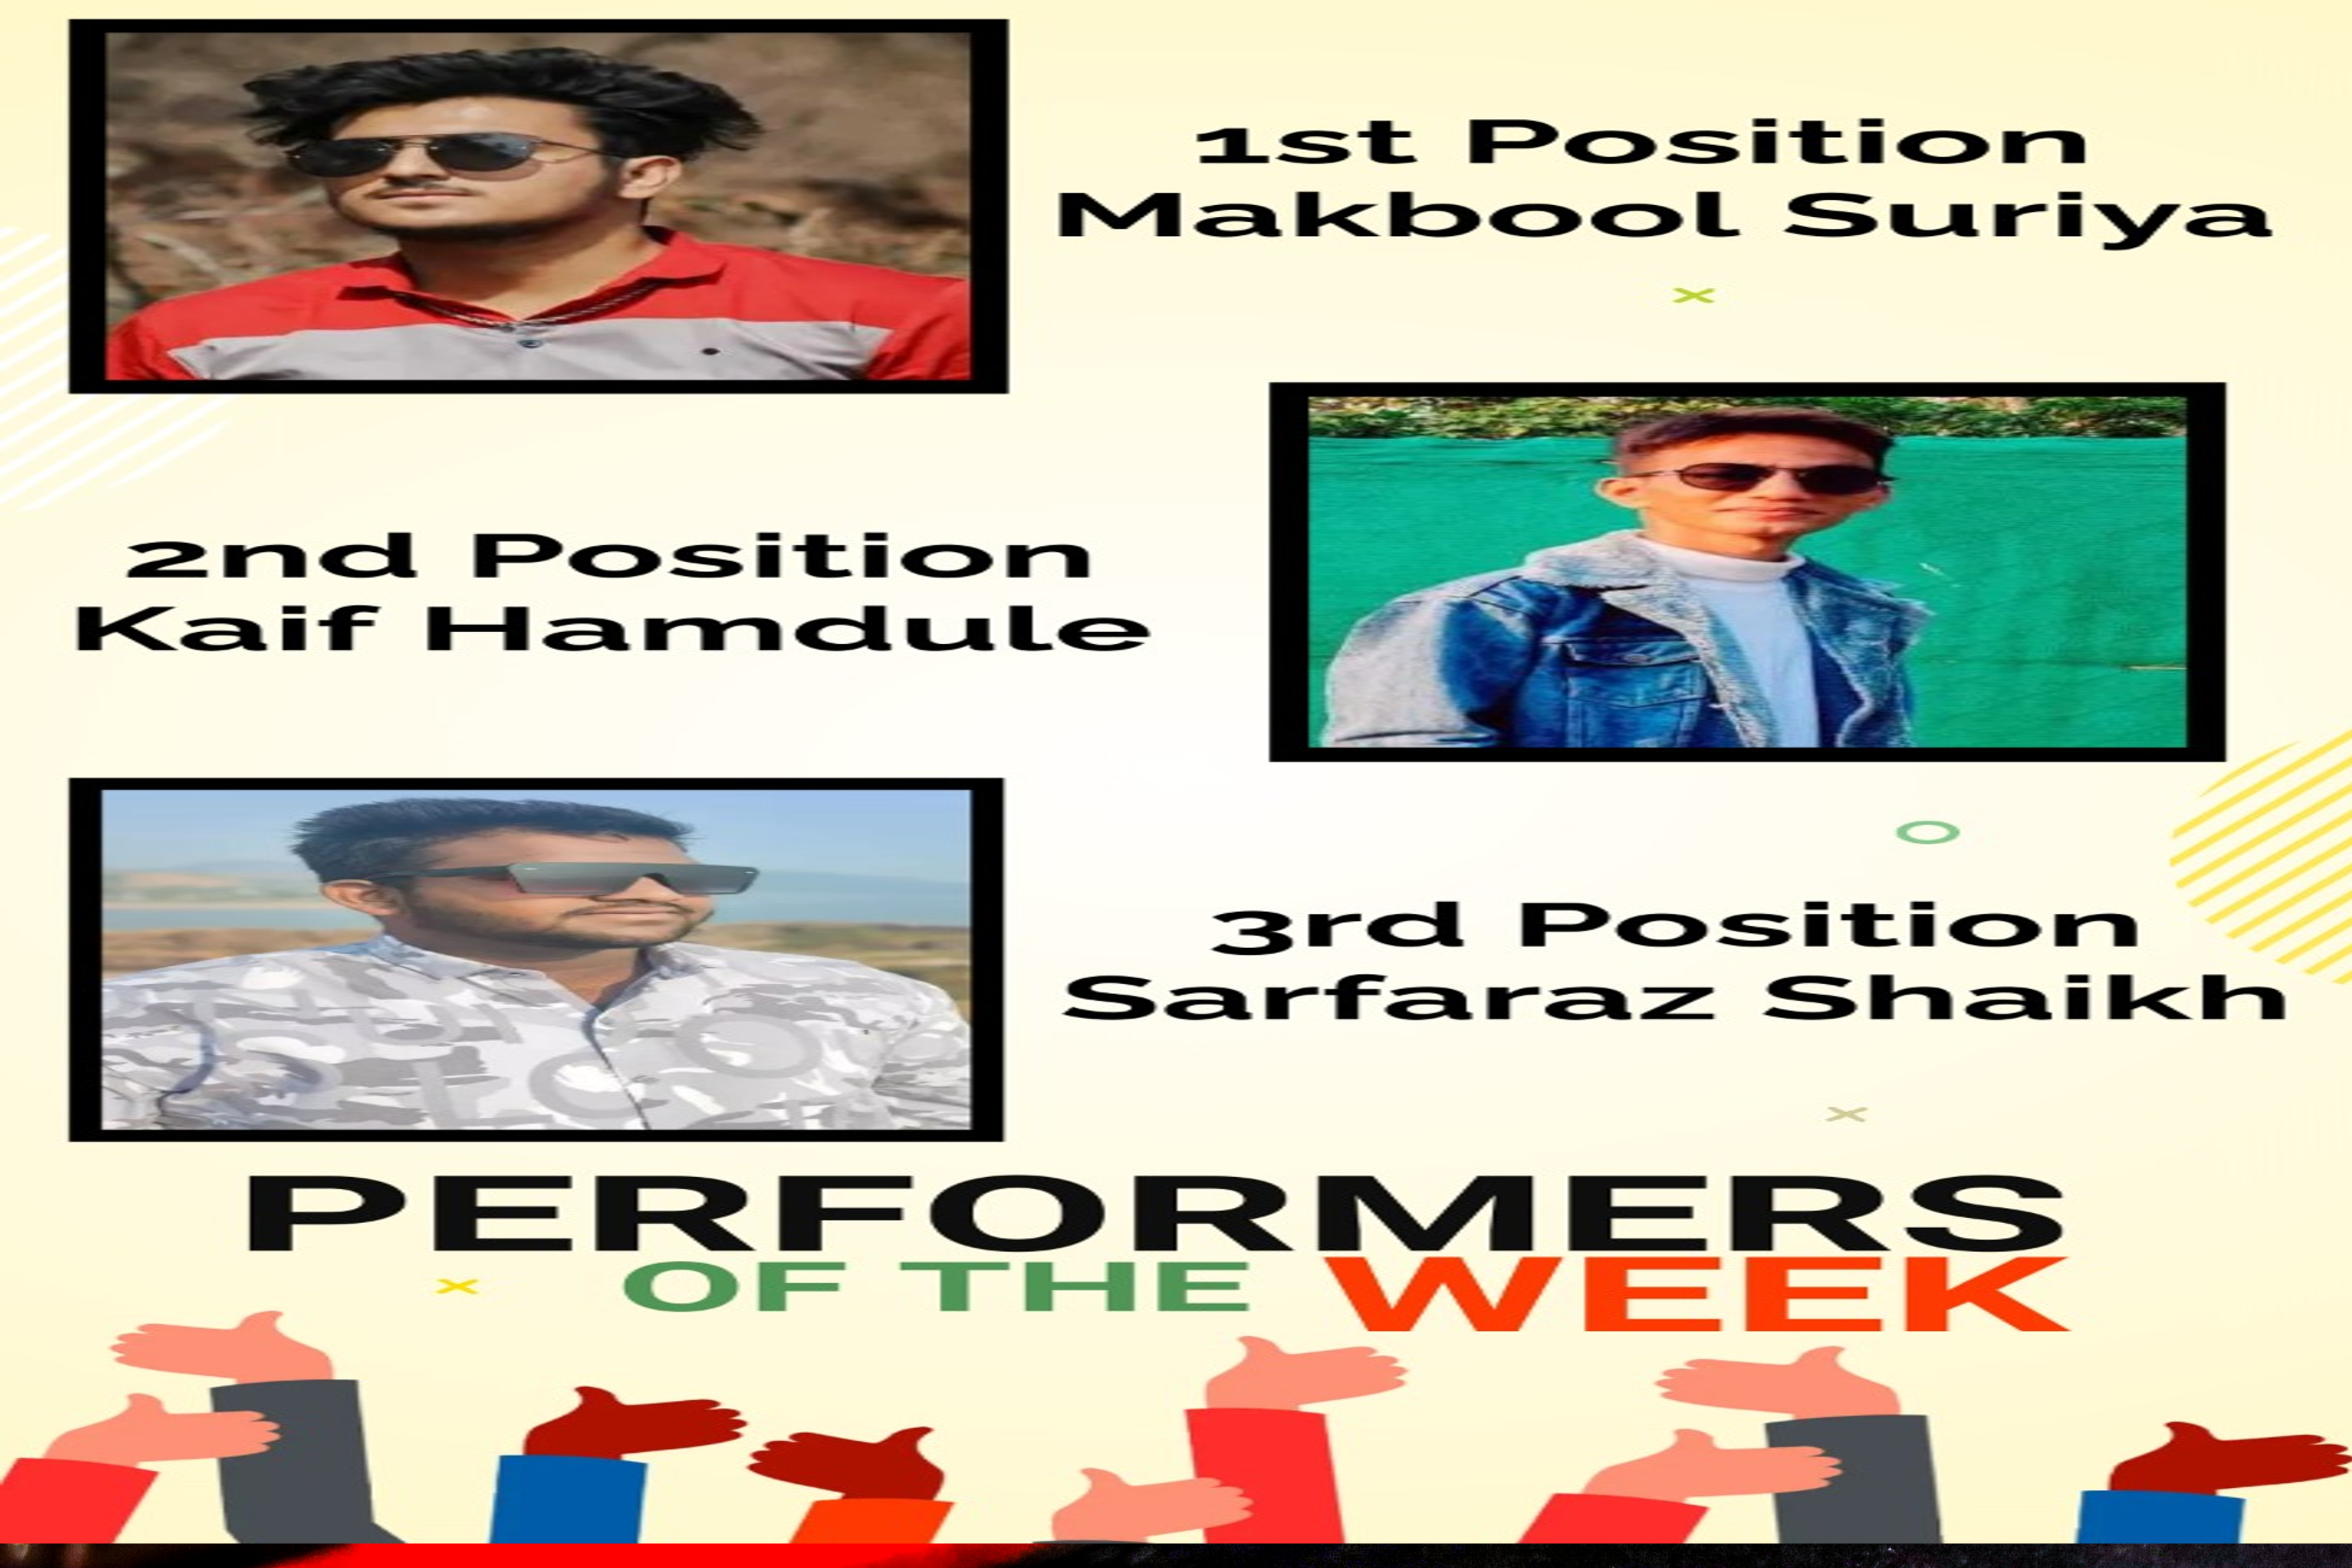 1st Position
Makbool Suriya
2nd Position
Kaif Hamdule
3rd Position
Sarfaraz Shaikh
PERFORMERS
OF THE WEEK